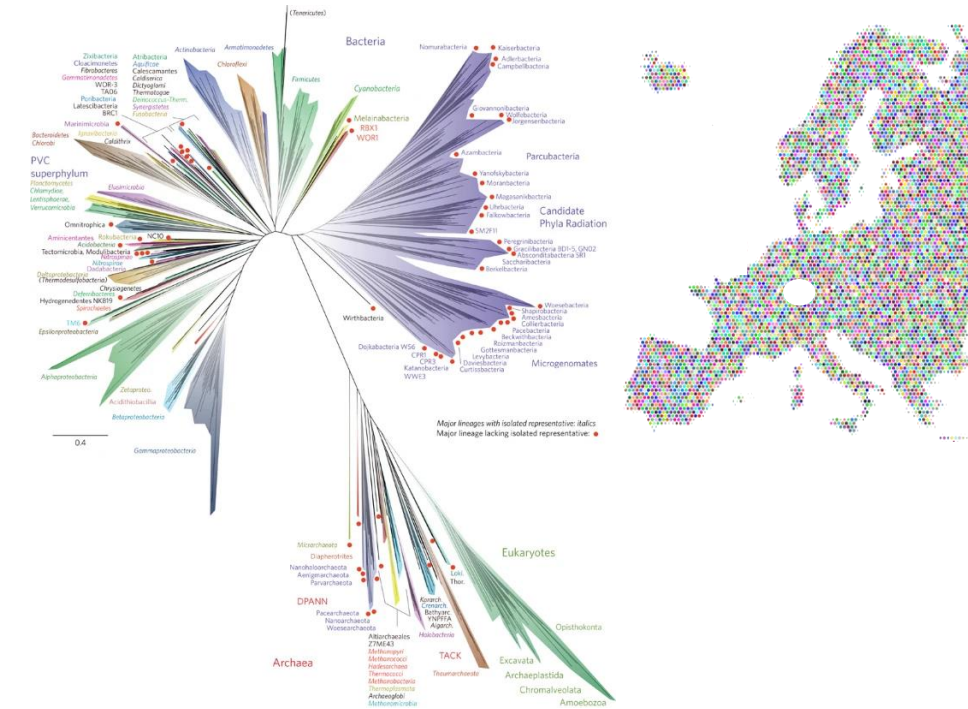 (Tenericutes)
Bacteria
Actinobacteria
Armatimonadetes
Zixibacteria
Cloacimonetes
Fibrobacteres
Gemmatimonadetes
WOR-3
TA06
Poribacteria
Latescibacteria
BRC1
Atribacteria
Aquificae
Calescamantes
Caldiserica
Dictyoglomi
Thermotogae
Deinococcus-Therm.
Synergistetes
Fusobacteria
Chloroflexi
Firmicutes
Cyanobacteria
Melainabacteria
RBX1
WOR1
Nomurabacteria
Kaiserbacteria
Adlerbacteria
Campbellbacteria
Giovannonibacteria
Wolfebacteria
Jorgensenbacteria
Azambacteria
Parcubacteria
Yanofskybacteria
Moranbacteria
Magasanikbacteria
Uhrbacteria
Falkowbacteria
Candidate
Phyla Radiation
SM2F11
Peregrinibacteria
Gracilibacteria BD1-5, GN02
Absconditabacteria SR1
Saccharibacteria
Berkelbacteria
Marinimicrobia
Bacteroidetes
Chlorobi
Ignavibacteria
Caldithrix
PVC
superphylum
Planctomycetes
Chlamydiae,
Lentisphaerae,
Verrucomicrobia
Elusimicrobia
Omnitrophica
Aminicentantes
Rokubacteria
NC10
Acidobacteria
Tectomicrobia, Modulibacteria
Nitrospinae
Nitrospirae
Dadabacteria
Deltaprotebacteria
(Thermodesulfobacteria)
Chrysiogenetes
Deferribacteres
Hydrogenedentes NKB19
Spirochaetes
TM6
Epsilonproteobacteria
Woesebacteria
Shapirobacteria
Amesbacteria
Collierbacteria
Pacebacteria
Beckwithbacteria
Roizmanbacteria
Gottesmanbacteria
Levybacteria
Daviesbacteria
Curtissbacteria
Microgenomates
Wirthbacteria
Dojkabacteria WS6
CPR1
CPR3
Katanobacteria
WWE3
Alphaproteobacteria
Zetaproteo.
Acidithiobacillia
Betaproteobacteria
Major lineages with isolated representative: italics
Major lineage lacking isolated representative:
0.4
Gammaproteobacteria
Micrarchaeota
Diapherotrites
Nanohaloarchaeota
Aenigmarchaeota
Parvarchaeota
Eukaryotes
Loki.
Thor.
DPANN
Pacearchaeota
Nanoarchaeota
Woesearchaeota
Korarch.
Crenarch.
Bathyarc.
YNPFFA
Aigarch.
Halobacteria
Opisthokonta
Altiarchaeales
Z7ME43
Methanopyri
Methanococci
Hadesarchaea
Thermococci
Methanobacteria
Thermoplasmata
Archaeoglobi
Methanomicrobia
Archaea
TACK
Thaumarchaeota
Excavata
Archaeplastida
Chromalveolata
Amoebozoa